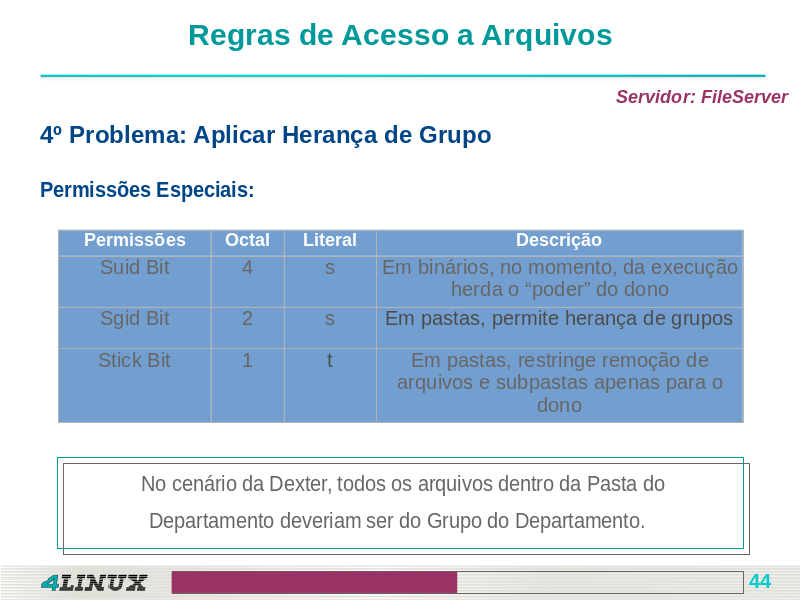 Regras de Acesso a Arquivos
Servidor: FileServer
4º Problema: Aplicar Herança de Grupo
Permissões Especiais:
Permissões Octal Literal Descrição
Suid Bit 4 s Em binários, no momento, da execução
herda o “poder” do dono
Sgid Bit 2 s Em pastas, permite herança de grupos
Stick Bit 1 t Em pastas, restringe remoção de
arquivos e subpastas apenas para o
dono
No cenário da Dexter, todos os arquivos dentro da Pasta do
Departamento deveriam ser do Grupo do Departamento.
4LINUX
44